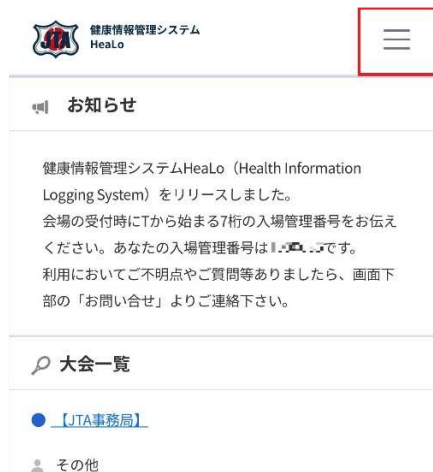 JTA
健康情報管理システム
HeaLo
お知らせ
健康情報管理システムHeaLo（Health Information
Logging System）をリリースしました。
会場の受付時にTから始まる7桁の入場管理番号をお伝え
ください。あなたの入場管理番号は です。
利用においてご不明点やご質問等ありましたら、画面下
部の「お問い合せ」よりご連絡下さい。
大会一覧
【JTA事務局】
その他